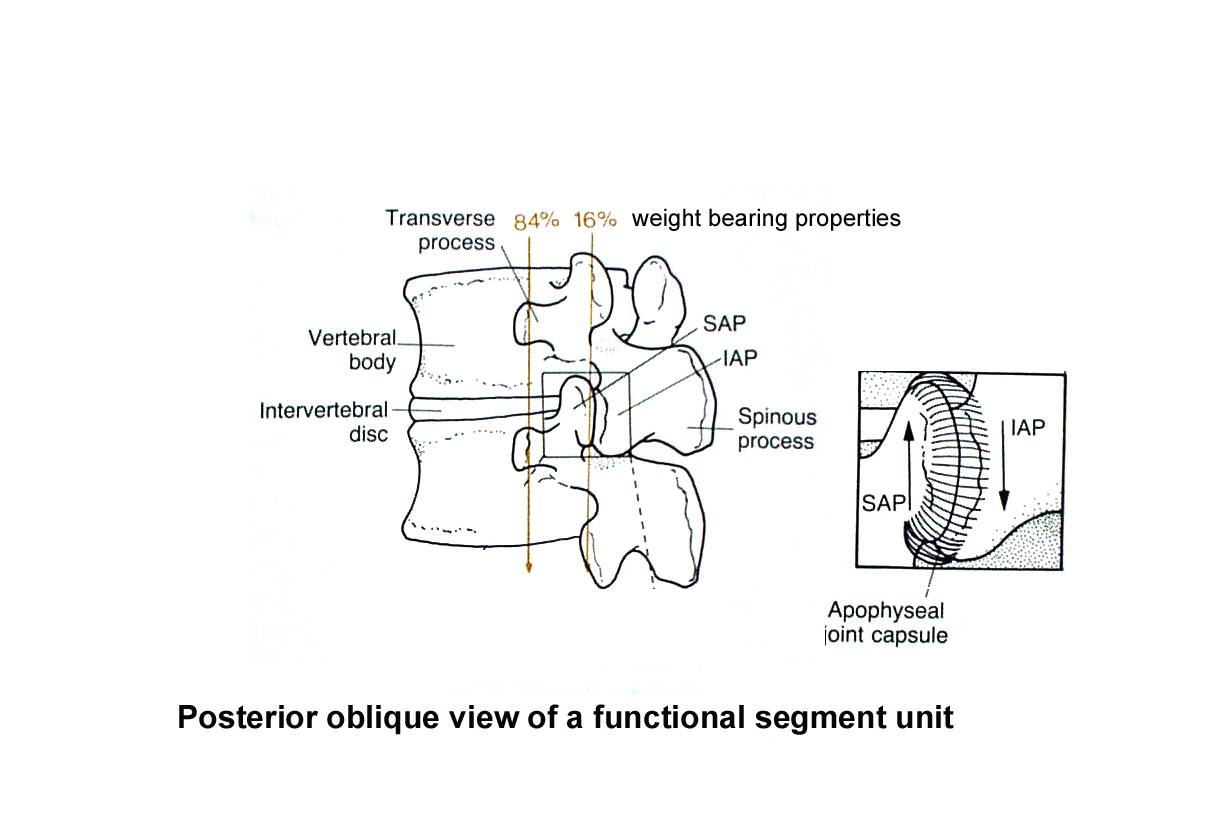 Transverse
process
84% 16% weight bearing properties
Vertebral
body
SAP
IAP
Intervertebral
disc
Spinous
process
IAP
SAP
Apophyseal
joint capsule
Posterior oblique view of a functional segment unit